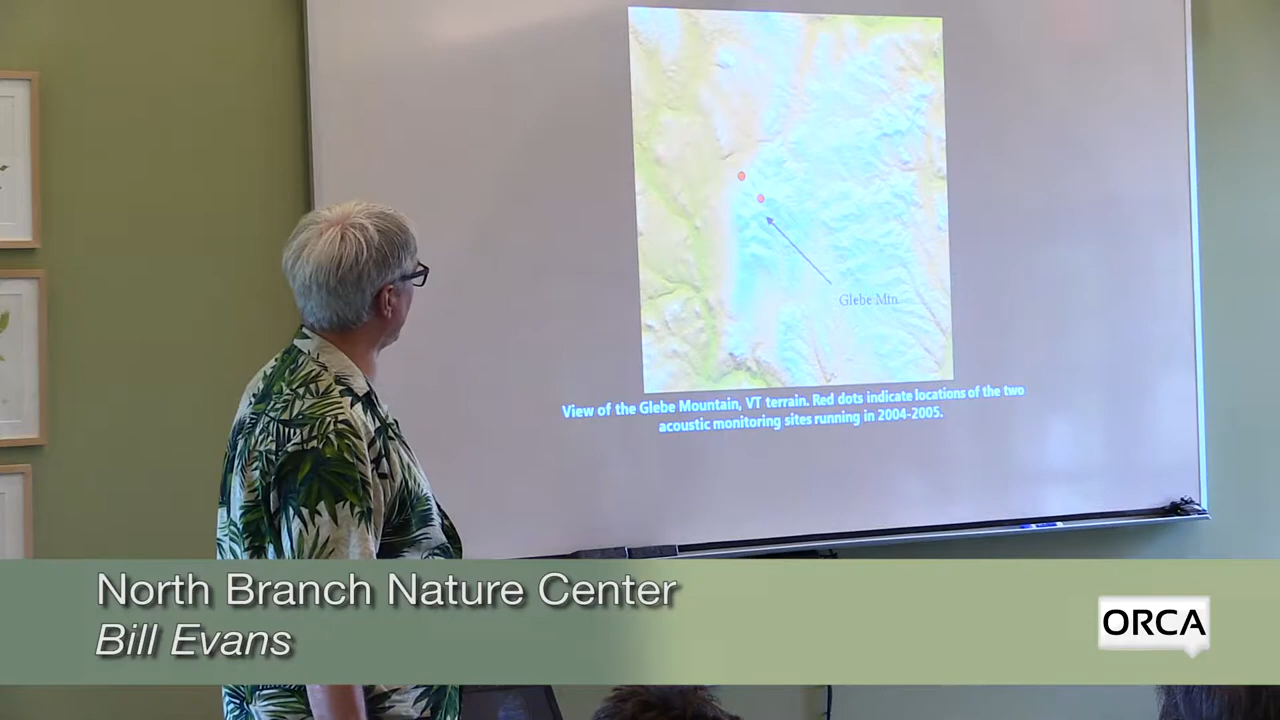 Glebe Mtn
View of the Glebe Mountain, VT terrain. Red dots indicate locations of the two
acoustic monitoring sites running in 2004-2005.
North Branch Nature Center
Bill Evans
ORCA